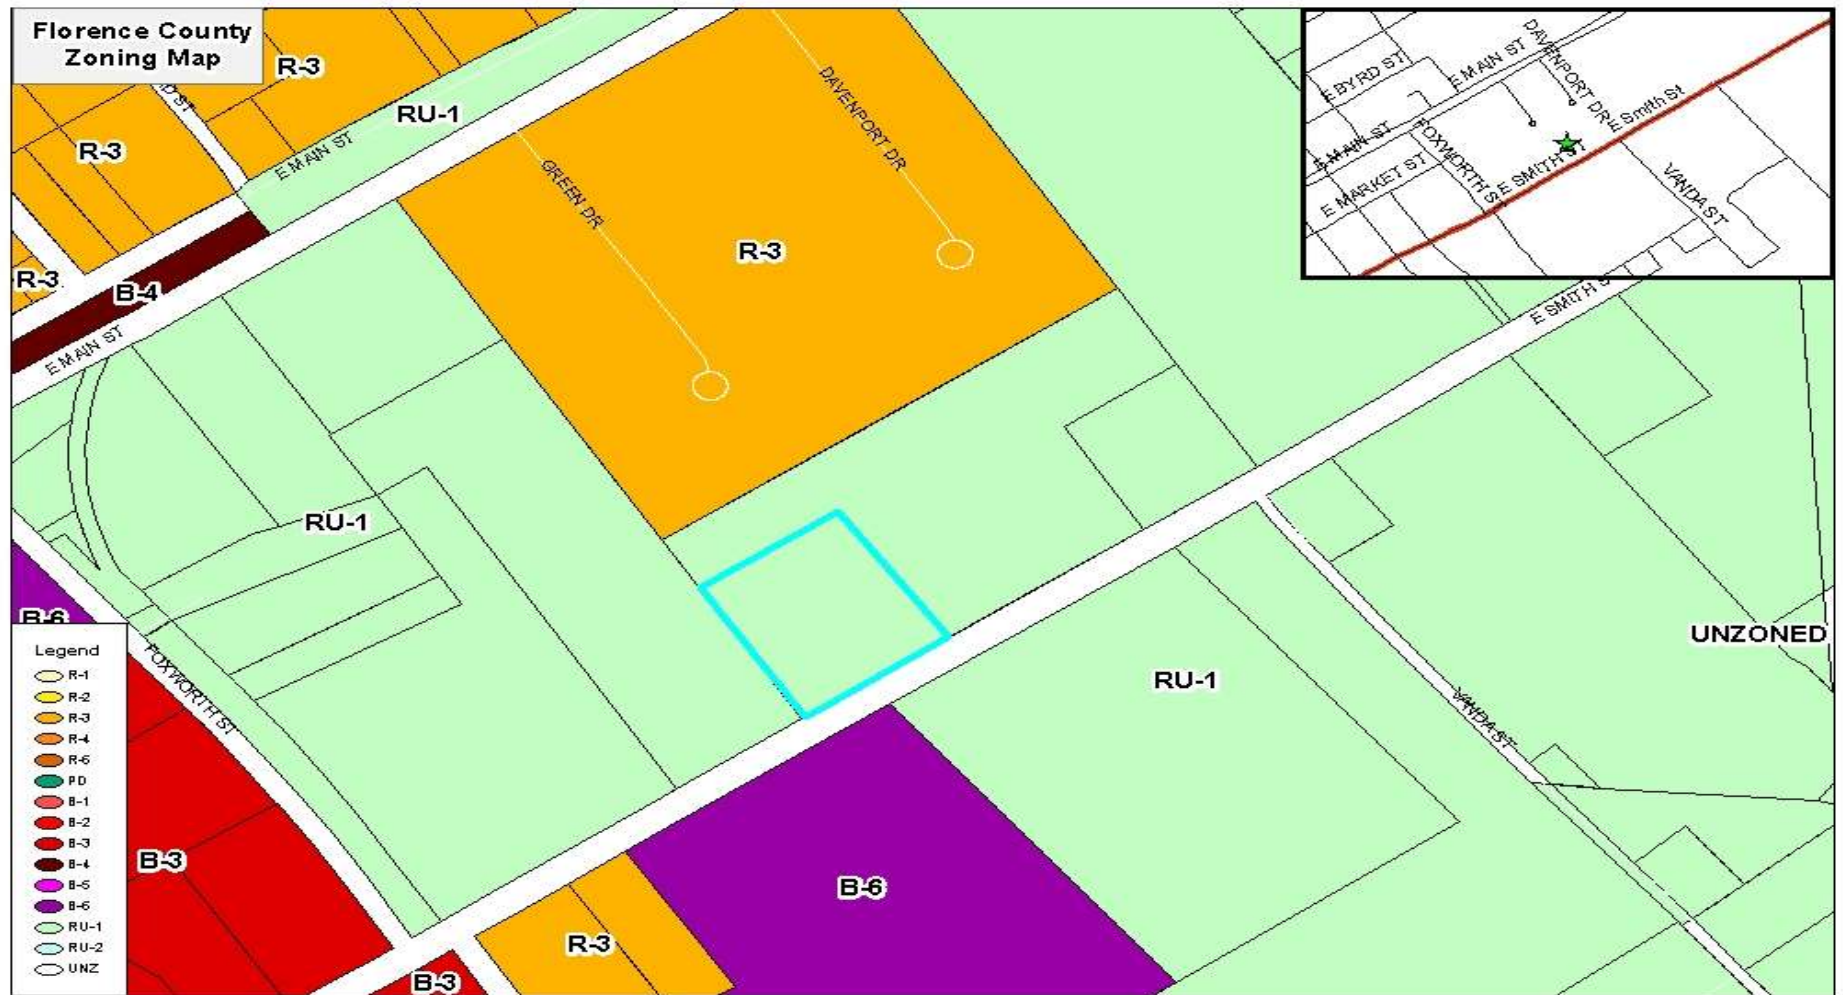 Florence County
Zoning Map
R-3
RU-1
R-3
E MAIN ST
DAVENPORT DR
GREEN DR
R-3
R-3
B-4
E MAIN ST
E BYRD ST
E MAIN ST
DAVENPORT DR
E Smith St
E MAIN ST
FOXWORTH ST
E SMITH ST
E MARKET ST
VANDA ST
E SMITH
RU-1
B-6
UNZONED
RU-1
FOXWORTH ST
VANDA ST
Legend
R-1
R-2
R-3
R-4
R-5
PD
B-1
B-2
B-3
B-4
B-5
B-6
RU-1
RU-2
UNZ
B-3
B-6
R-3
B-3